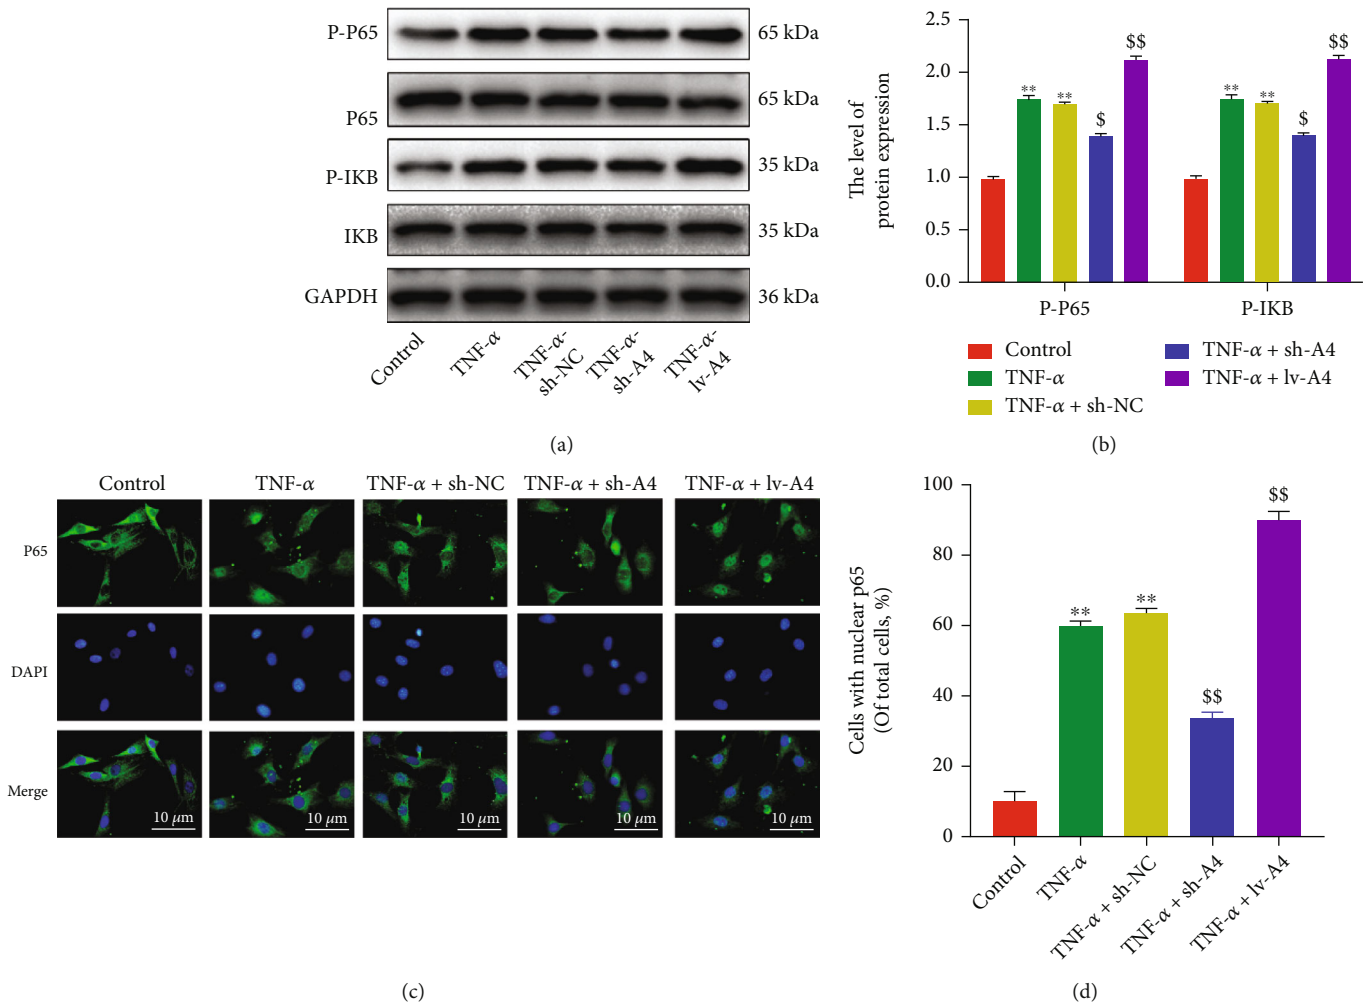 P-P65 65 kDa
P65 65 kDa
P-IKB 35 kDa
IKB 35 kDa
GAPDH 36 kDa
Control TNF-α TNF-α-sh-NC TNF-α-sh-A4 TNF-α-lv-A4
(a)
The level of
protein expression
2.5
2.0
1.5
1.0
0.5
0.0
** ** $ $$
** ** $ $$
P-P65 P-IKB
Control TNF-α + sh-A4
TNF-α TNF-α + lv-A4
TNF-α + sh-NC
(b)
Control TNF-α TNF-α + sh-NC TNF-α + sh-A4 TNF-α + lv-A4
P65
DAPI
Merge
10 μm 10 μm 10 μm 10 μm 10 μm
(c)
Cells with nuclear p65
(Of total cells, %)
100
80
60
40
20
0
** ** $$ $$
Control TNF-α TNF-α + sh-NC TNF-α + sh-A4 TNF-α + lv-A4
(d)